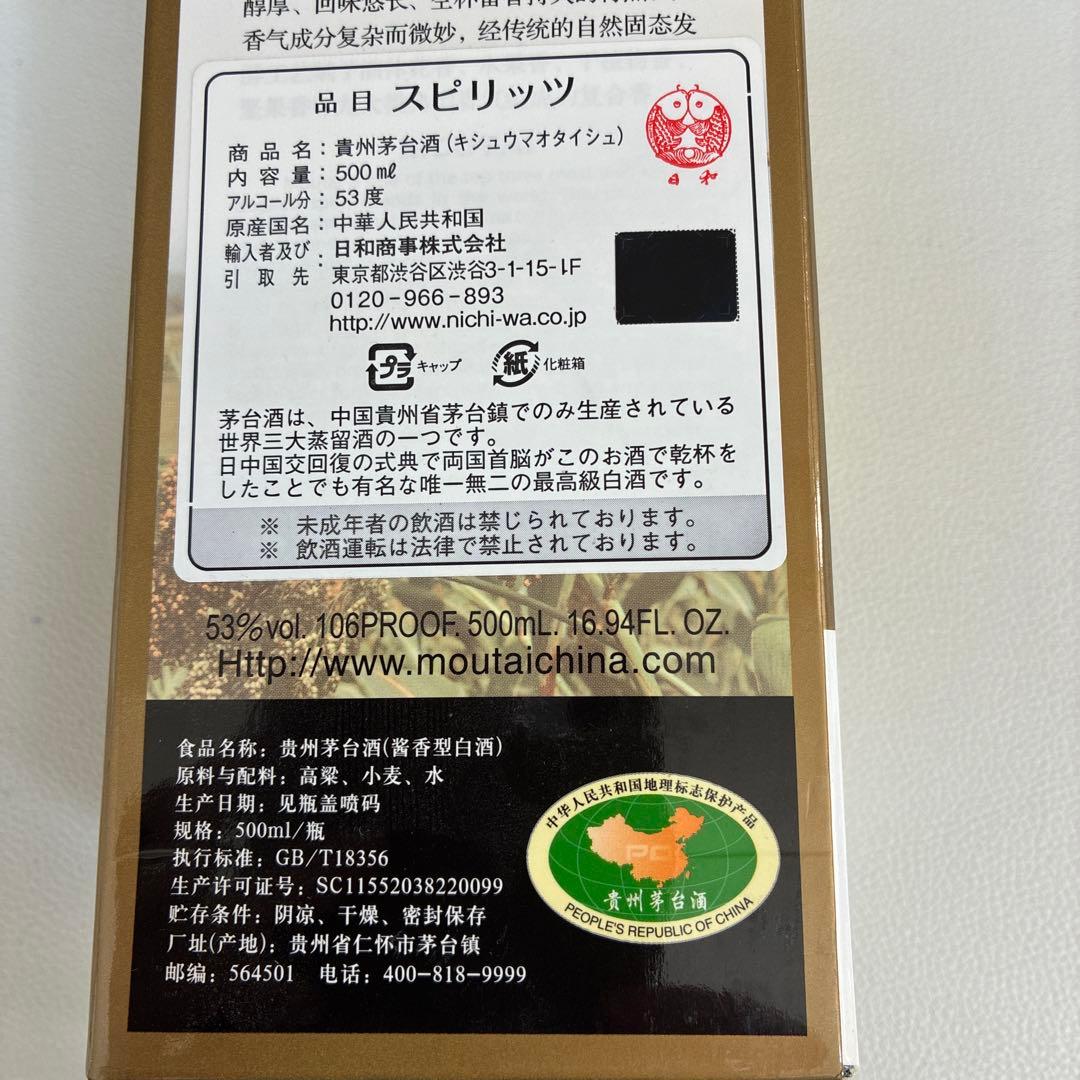 醇厚、回味悠长、空杯留香持久的特点
香气成分复杂而微妙，经传统的自然固态发
品目 スピリッツ
商品名：貴州茅台酒(キシュウマオタイシュ)
内容量：500㎖
アルコール分：53度
原産国名：中華人民共和国
輸入者及び引取先：日和商事株式会社
東京都渋谷区渋谷3-1-15-1F
0120-966-893
http://www.nichi-wa.co.jp
日和
プラ キャップ 紙 化粧箱
茅台酒は、中国貴州省茅台鎮でのみ生産されている
世界三大蒸留酒の一つです。
日中国交回復の式典で両国首脳がこのお酒で乾杯を
したことでも有名な唯一無二の最高級白酒です。
※ 未成年者の飲酒は禁じられております。
※ 飲酒運転は法律で禁止されております。
53%vol. 106PROOF. 500mL. 16.94FL. OZ.
Http://www.moutaichina.com
食品名称：贵州茅台酒(酱香型白酒)
原料与配料：高粱、小麦、水
生产日期：见瓶盖喷码
规格：500ml/瓶
执行标准：GB/T18356
生产许可证号：SC11552038220099
贮存条件：阴凉、干燥、密封保存
厂址(产地)：贵州省仁怀市茅台镇
邮编：564501 电话：400-818-9999
中华人民共和国地理标志保护产品
PGI
贵州茅台酒
PEOPLE'S REPUBLIC OF CHINA